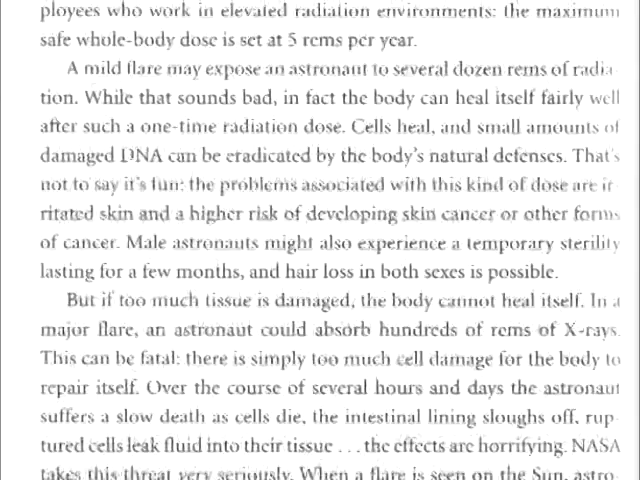 ployees who work in elevated radiation environments: the maximum
safe whole-body dose is set at 5 rems per year.
A mild flare may expose an astronaut to several dozen rems of radia-
tion. While that sounds bad, in fact the body can heal itself fairly well
after such a one-time radiation dose. Cells heal, and small amounts of
damaged DNA can be eradicated by the body's natural defenses. That's
not to say it's fun: the problems associated with this kind of dose are ir-
ritated skin and a higher risk of developing skin cancer or other forms
of cancer. Male astronauts might also experience a temporary sterility
lasting for a few months, and hair loss in both sexes is possible.
But if too much tissue is damaged, the body cannot heal itself. In a
major flare, an astronaut could absorb hundreds of rems of X-rays.
This can be fatal: there is simply too much cell damage for the body to
repair itself. Over the course of several hours and days the astronaut
suffers a slow death as cells die, the intestinal lining sloughs off, rup-
tured cells leak fluid into their tissue . . . the effects are horrifying. NASA
takes this threat very seriously. When a flare is seen on the Sun, astro-